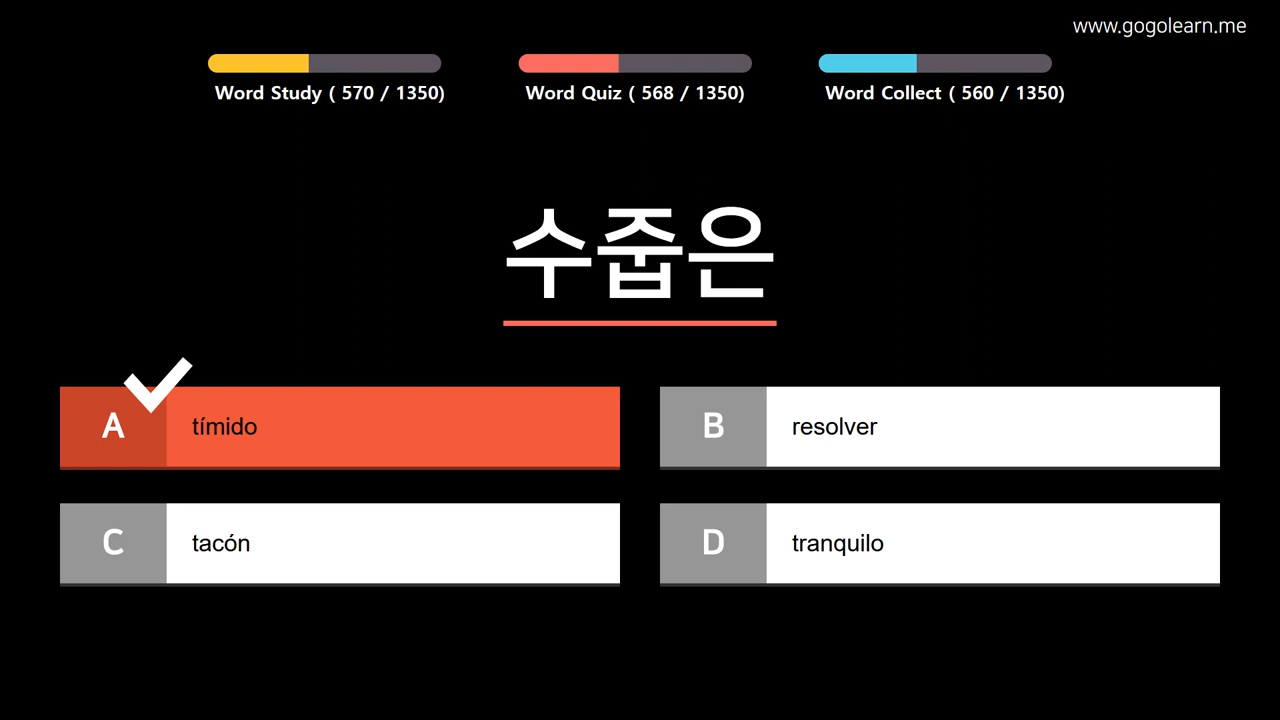 www.gogolearn.me
Word Study ( 570 / 1350)
Word Quiz ( 568 / 1350)
Word Collect ( 560 / 1350)
수줍은
A tímido
B resolver
C tacón
D tranquilo